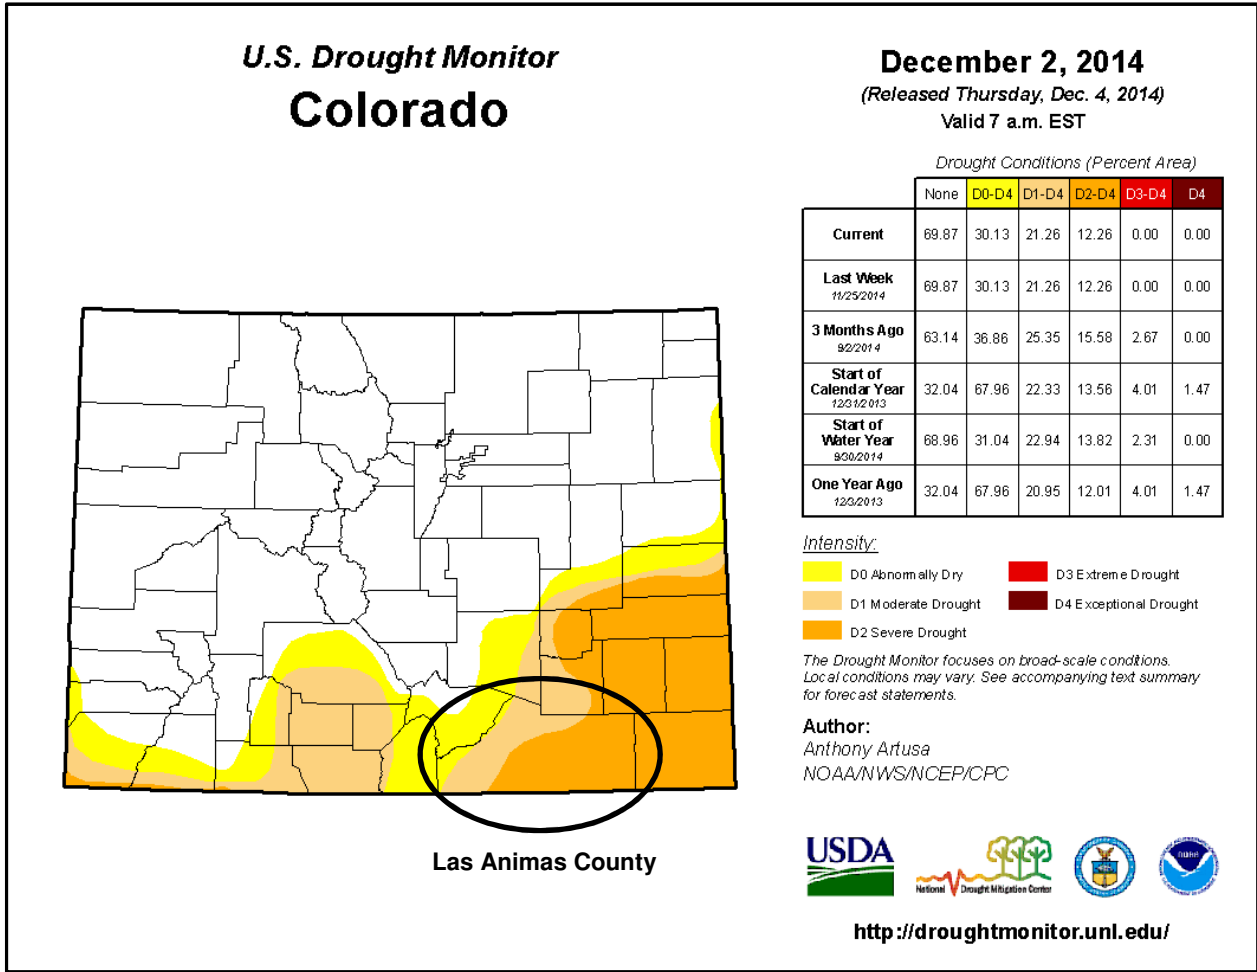 U.S. Drought Monitor
Colorado
December 2, 2014
(Released Thursday, Dec. 4, 2014)
Valid 7 a.m. EST
Drought Conditions (Percent Area)
None D0-D4 D1-D4 D2-D4 D3-D4 D4
Current 69.87 30.13 21.26 12.26 0.00 0.00
Last Week
11/25/2014 69.87 30.13 21.26 12.26 0.00 0.00
3 Months Ago
9/2/2014 63.14 36.86 25.35 15.58 2.67 0.00
Start of
Calendar Year
12/31/2013 32.04 67.96 22.33 13.56 4.01 1.47
Start of
Water Year
9/30/2014 68.96 31.04 22.94 13.82 2.31 0.00
One Year Ago
12/3/2013 32.04 67.96 20.95 12.01 4.01 1.47
Intensity:
D0 Abnormally Dry
D3 Extreme Drought
D1 Moderate Drought
D4 Exceptional Drought
D2 Severe Drought
The Drought Monitor focuses on broad-scale conditions.
Local conditions may vary. See accompanying text summary
for forecast statements.
Author:
Anthony Artusa
NOAA/NWS/NCEP/CPC
Las Animas County
USDA
National Drought Mitigation Center
NOAA
http://droughtmonitor.unl.edu/